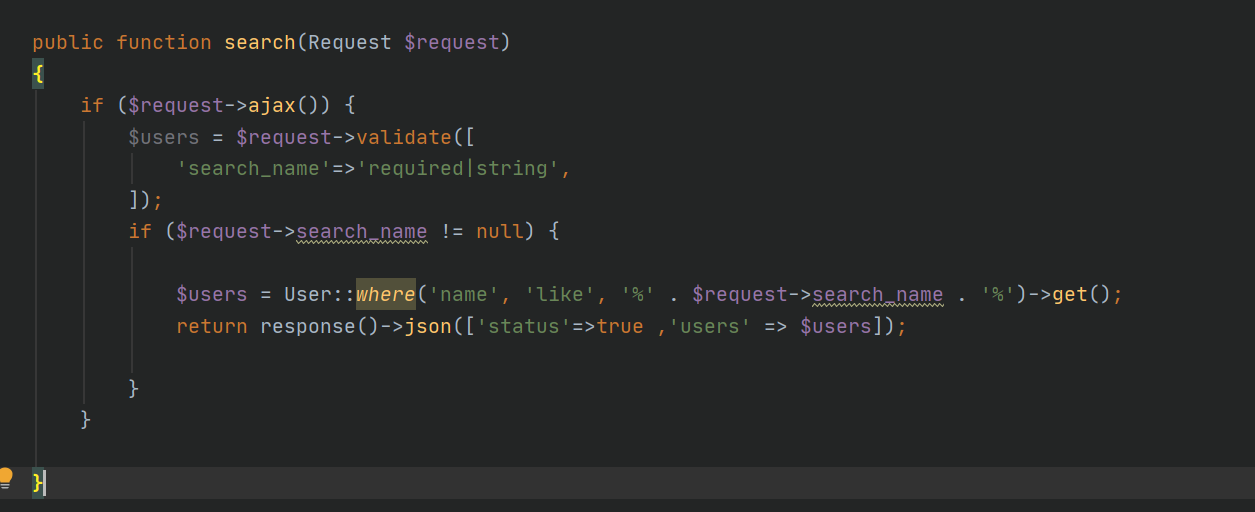 public function search(Request $request)
{
    if ($request->ajax()) {
        $users = $request->validate([
            'search_name'=>'required|string',
        ]);
        if ($request->search_name != null) {
            $users = User::where('name', 'like', '%' . $request->search_name . '%')->get();
            return response()->json(['status'=>true ,'users' => $users]);
        }
    }
}